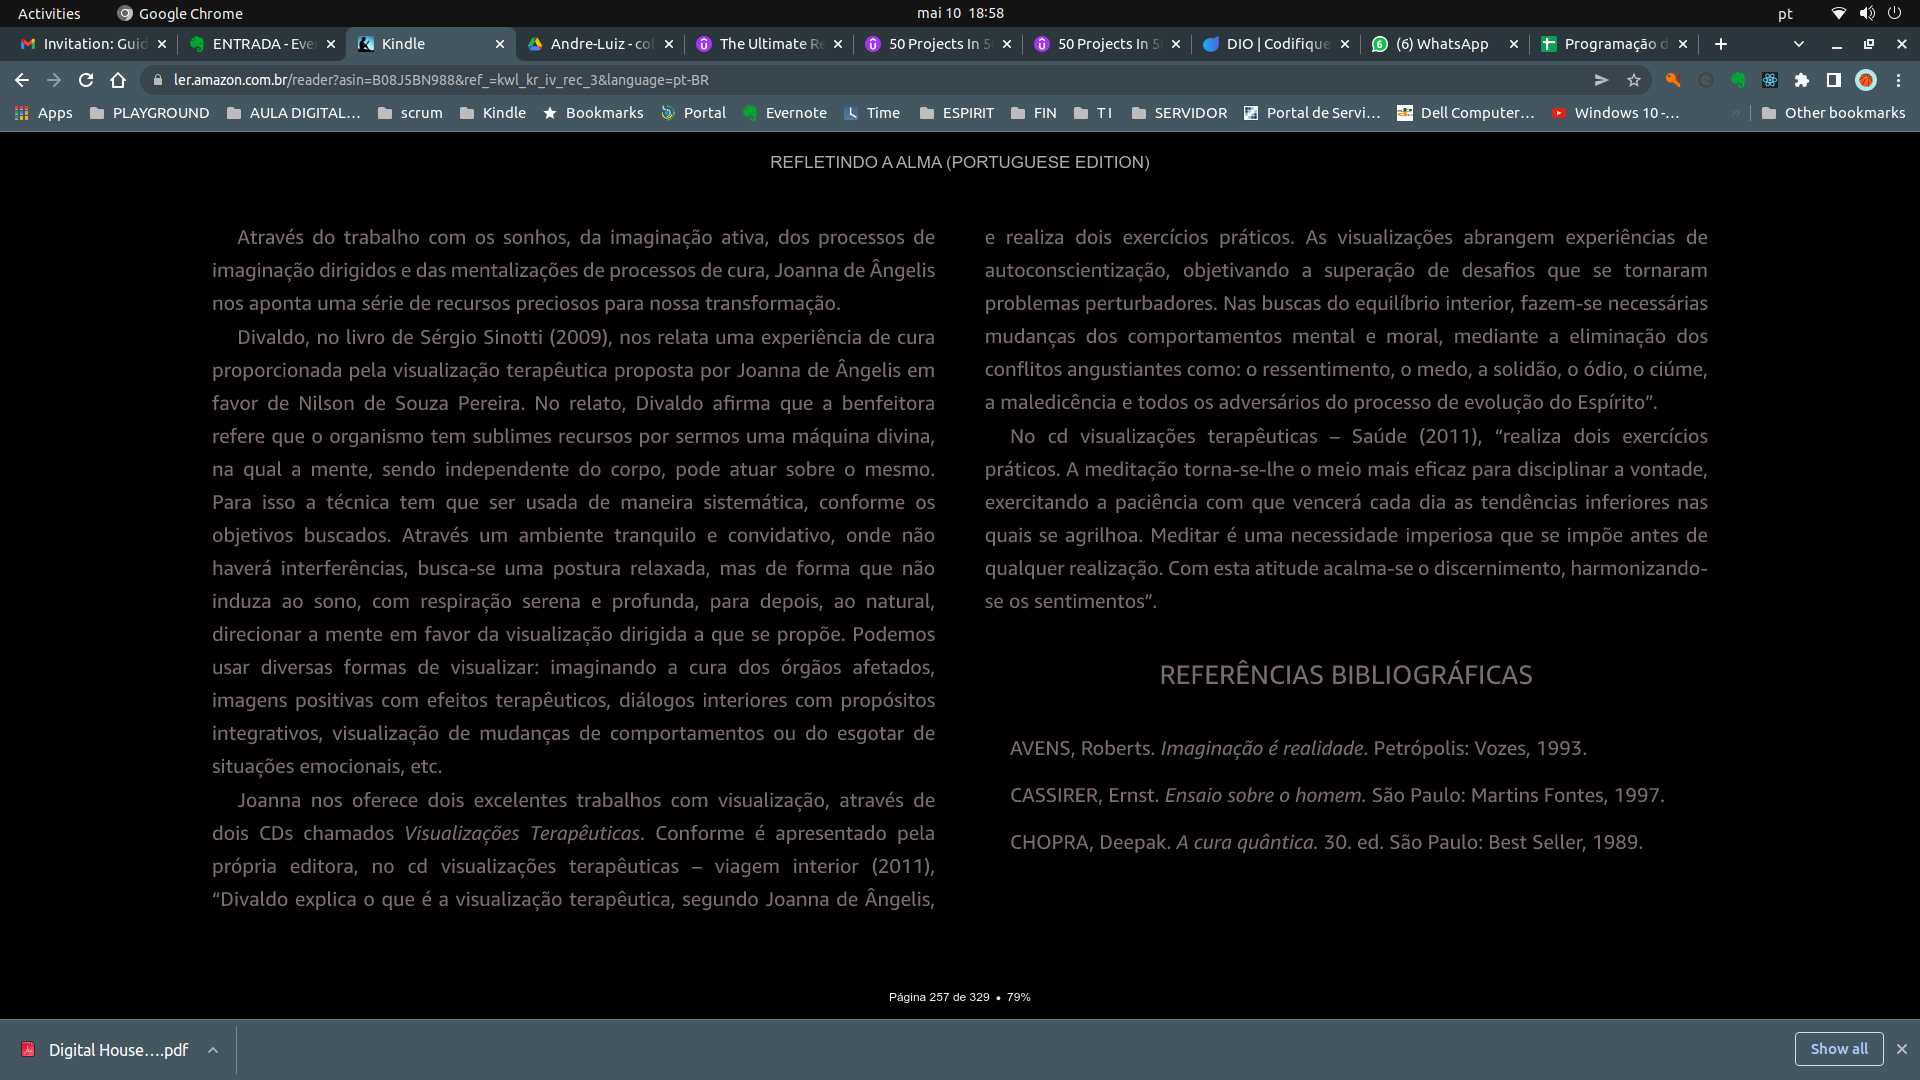 Activities
Google Chrome
mai 10 18:58
pt
Invitation: Guid
ENTRADA - Eve
Kindle
Andre-Luiz - co
The Ultimate R
50 Projects In 5
50 Projects In 5
DIO | Codifique
(6) WhatsApp
Programação d
ler.amazon.com.br/reader?asin=B08J5BN988&ref_=kwl_kr_iv_rec_3&language=pt-BR
Apps
PLAYGROUND
AULA DIGITAL…
scrum
Kindle
Bookmarks
Portal
Evernote
Time
ESPIRIT
FIN
T I
SERVIDOR
Portal de Servi…
Dell Computer…
Windows 10 -…
Other bookmarks
REFLETINDO A ALMA (PORTUGUESE EDITION)
Através do trabalho com os sonhos, da imaginação ativa, dos processos de
imaginação dirigidos e das mentalizações de processos de cura, Joanna de Ângelis
nos aponta uma série de recursos preciosos para nossa transformação.
Divaldo, no livro de Sérgio Sinotti (2009), nos relata uma experiência de cura
proporcionada pela visualização terapêutica proposta por Joanna de Ângelis em
favor de Nilson de Souza Pereira. No relato, Divaldo afirma que a benfeitora
refere que o organismo tem sublimes recursos por sermos uma máquina divina,
na qual a mente, sendo independente do corpo, pode atuar sobre o mesmo.
Para isso a técnica tem que ser usada de maneira sistemática, conforme os
objetivos buscados. Através um ambiente tranquilo e convidativo, onde não
haverá interferências, busca-se uma postura relaxada, mas de forma que não
induza ao sono, com respiração serena e profunda, para depois, ao natural,
direcionar a mente em favor da visualização dirigida a que se propõe. Podemos
usar diversas formas de visualizar: imaginando a cura dos órgãos afetados,
imagens positivas com efeitos terapêuticos, diálogos interiores com propósitos
integrativos, visualização de mudanças de comportamentos ou do esgotar de
situações emocionais, etc.
Joanna nos oferece dois excelentes trabalhos com visualização, através de
dois CDs chamados Visualizações Terapêuticas. Conforme é apresentado pela
própria editora, no cd visualizações terapêuticas – viagem interior (2011),
“Divaldo explica o que é a visualização terapêutica, segundo Joanna de Ângelis,
e realiza dois exercícios práticos. As visualizações abrangem experiências de
autoconscientização, objetivando a superação de desafios que se tornaram
problemas perturbadores. Nas buscas do equilíbrio interior, fazem-se necessárias
mudanças dos comportamentos mental e moral, mediante a eliminação dos
conflitos angustiantes como: o ressentimento, o medo, a solidão, o ódio, o ciúme,
a maledicência e todos os adversários do processo de evolução do Espírito”.
No cd visualizações terapêuticas – Saúde (2011), “realiza dois exercícios
práticos. A meditação torna-se-lhe o meio mais eficaz para disciplinar a vontade,
exercitando a paciência com que vencerá cada dia as tendências inferiores nas
quais se agrilhoa. Meditar é uma necessidade imperiosa que se impõe antes de
qualquer realização. Com esta atitude acalma-se o discernimento, harmonizando-
se os sentimentos”.
REFERÊNCIAS BIBLIOGRÁFICAS
AVENS, Roberts. Imaginação é realidade. Petrópolis: Vozes, 1993.
CASSIRER, Ernst. Ensaio sobre o homem. São Paulo: Martins Fontes, 1997.
CHOPRA, Deepak. A cura quântica. 30. ed. São Paulo: Best Seller, 1989.
Página 257 de 329 • 79%
Digital House….pdf
Show all